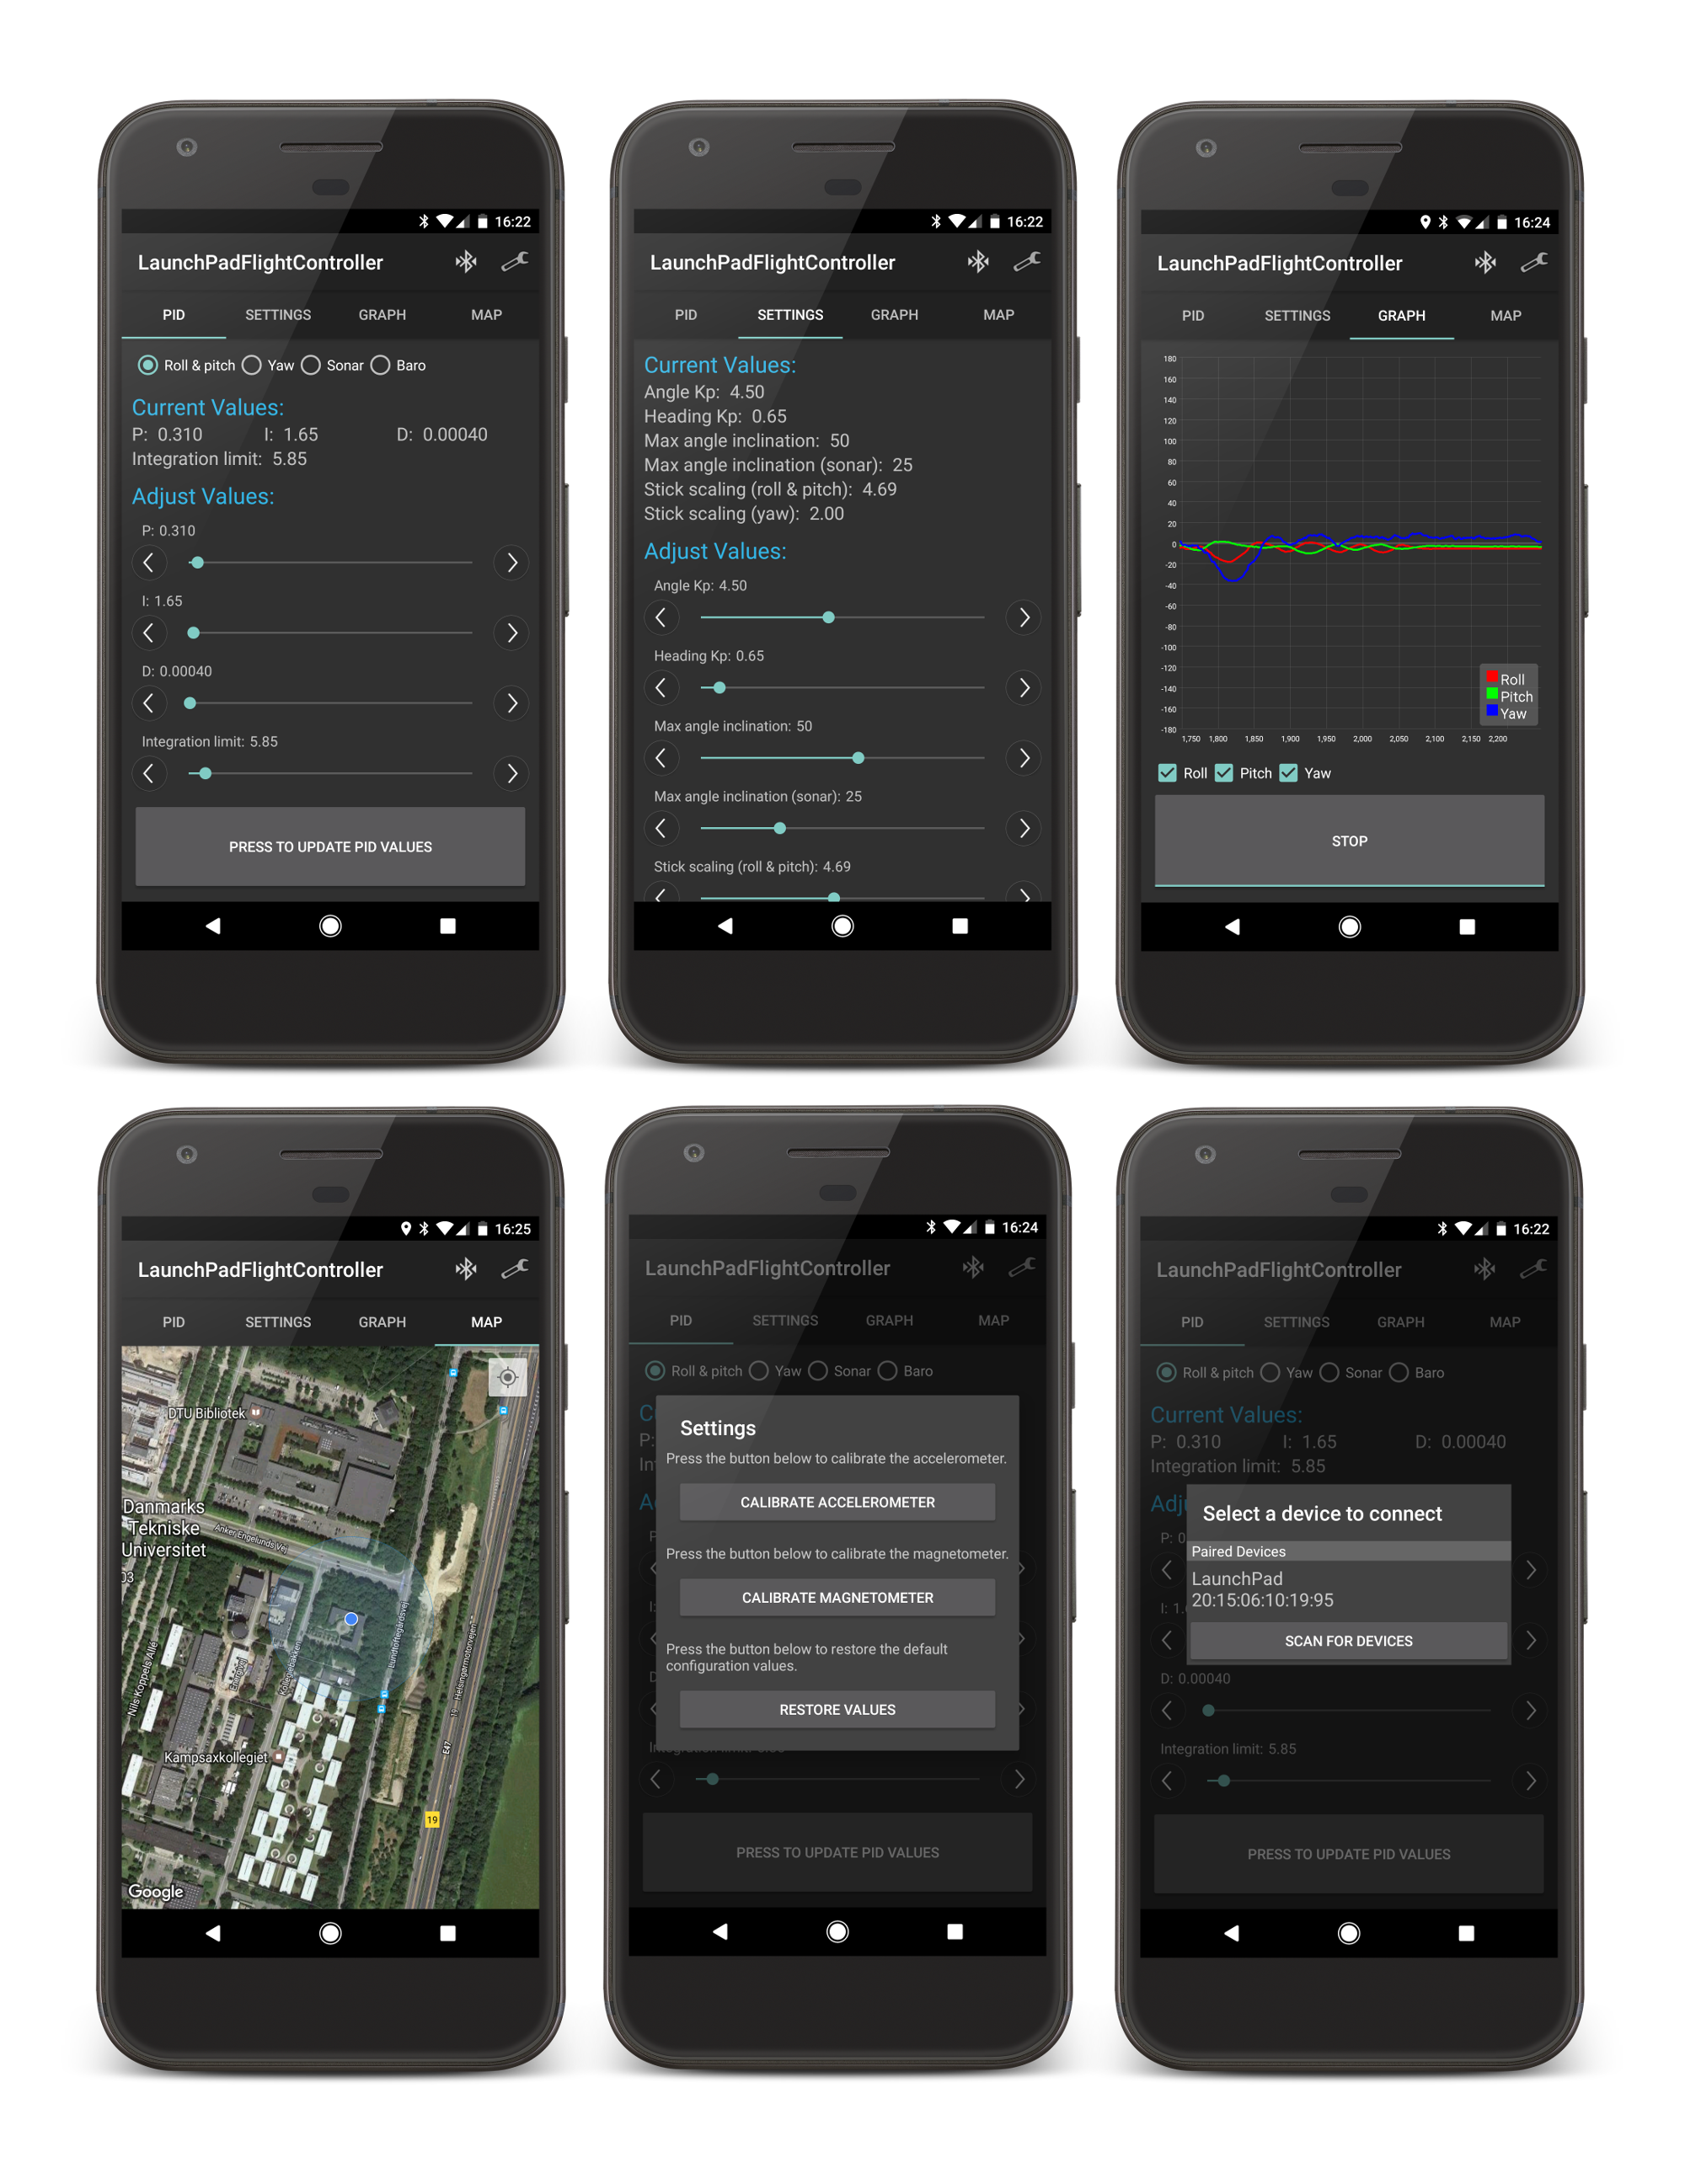 16:22
LaunchPadFlightController
PID SETTINGS GRAPH MAP
Roll & pitch Yaw Sonar Baro
Current Values:
P: 0.310 I: 1.65 D: 0.00040
Integration limit: 5.85
Adjust Values:
P: 0.310
I: 1.65
D: 0.00040
Integration limit: 5.85
PRESS TO UPDATE PID VALUES
16:22
LaunchPadFlightController
PID SETTINGS GRAPH MAP
Current Values:
Angle Kp: 4.50
Heading Kp: 0.65
Max angle inclination: 50
Max angle inclination (sonar): 25
Stick scaling (roll & pitch): 4.69
Stick scaling (yaw): 2.00
Adjust Values:
Angle Kp: 4.50
Heading Kp: 0.65
Max angle inclination: 50
Max angle inclination (sonar): 25
Stick scaling (roll & pitch): 4.69
16:24
LaunchPadFlightController
PID SETTINGS GRAPH MAP
180
160
140
120
100
80
60
40
20
0
-20
-40
-60
-80
-100
-120
-140
-160
-180
1,750 1,800 1,850 1,900 1,950 2,000 2,050 2,100 2,150 2,200
Roll
Pitch
Yaw
Roll Pitch Yaw
STOP
16:25
LaunchPadFlightController
PID SETTINGS GRAPH MAP
DTU Bibliotek
Danmarks
Tekniske
Universitet
03
Anker Engelunds Vej
Nils Koppels Allé
Energivej
Kollegiebakken
Lundtoftegårdsvej
19 Helsingørmotorvejen
E47
Kampsaxkollegiet
19
Google
16:24
LaunchPadFlightController
PID SETTINGS GRAPH MAP
Roll & pitch Yaw Sonar Baro
Settings
Press the button below to calibrate the accelerometer.
CALIBRATE ACCELEROMETER
Press the button below to calibrate the magnetometer.
CALIBRATE MAGNETOMETER
Press the button below to restore the default
configuration values.
RESTORE VALUES
PRESS TO UPDATE PID VALUES
16:22
LaunchPadFlightController
PID SETTINGS GRAPH MAP
Roll & pitch Yaw Sonar Baro
Current Values:
P: 0.310 I: 1.65 D: 0.00040
Integration limit: 5.85
Select a device to connect
Paired Devices
LaunchPad
20:15:06:10:19:95
SCAN FOR DEVICES
D: 0.00040
Integration limit: 5.85
PRESS TO UPDATE PID VALUES